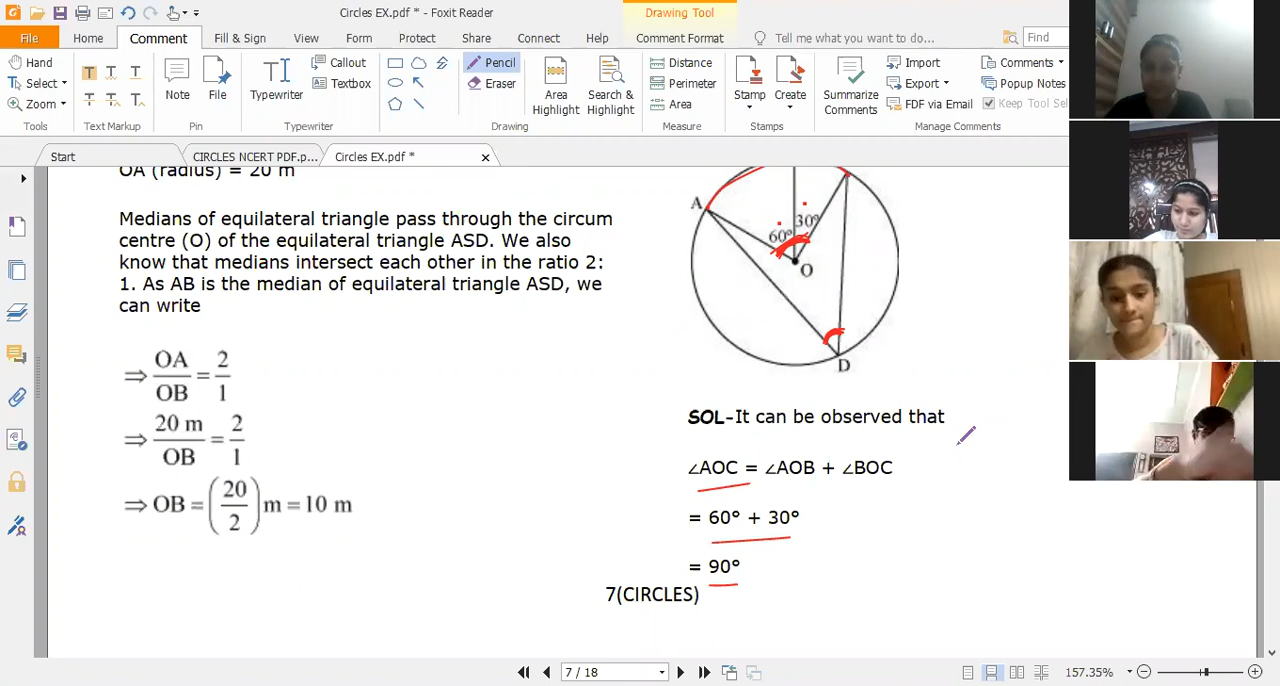 Circles EX.pdf * - Foxit Reader
Drawing Tool
File Home Comment Fill & Sign View Form Protect Share Connect Help Comment Format Tell me what you want to do... Find
Hand
Select
Zoom
Tools
T T T
T T T
Text Markup
Note
File
Pin
Typewriter
Callout
Textbox
Typewriter
Pencil
Eraser
Area Highlight
Search & Highlight
Drawing
Distance
Perimeter
Area
Measure
Stamp
Create
Stamps
Summarize Comments
Import
Export
FDF via Email
Comments
Popup Notes
Keep Tool Sel
Manage Comments
Start CIRCLES NCERT PDF.p... Circles EX.pdf *
OA (radius) = 20 m
Medians of equilateral triangle pass through the circum
centre (O) of the equilateral triangle ASD. We also
know that medians intersect each other in the ratio 2:
1. As AB is the median of equilateral triangle ASD, we
can write
⇒ OA/OB = 2/1
⇒ 20 m/OB = 2/1
⇒ OB = (20/2) m = 10 m
A
60°
30°
O
D
SOL-It can be observed that
∠AOC = ∠AOB + ∠BOC
= 60° + 30°
= 90°
7(CIRCLES)
7 / 18
157.35%